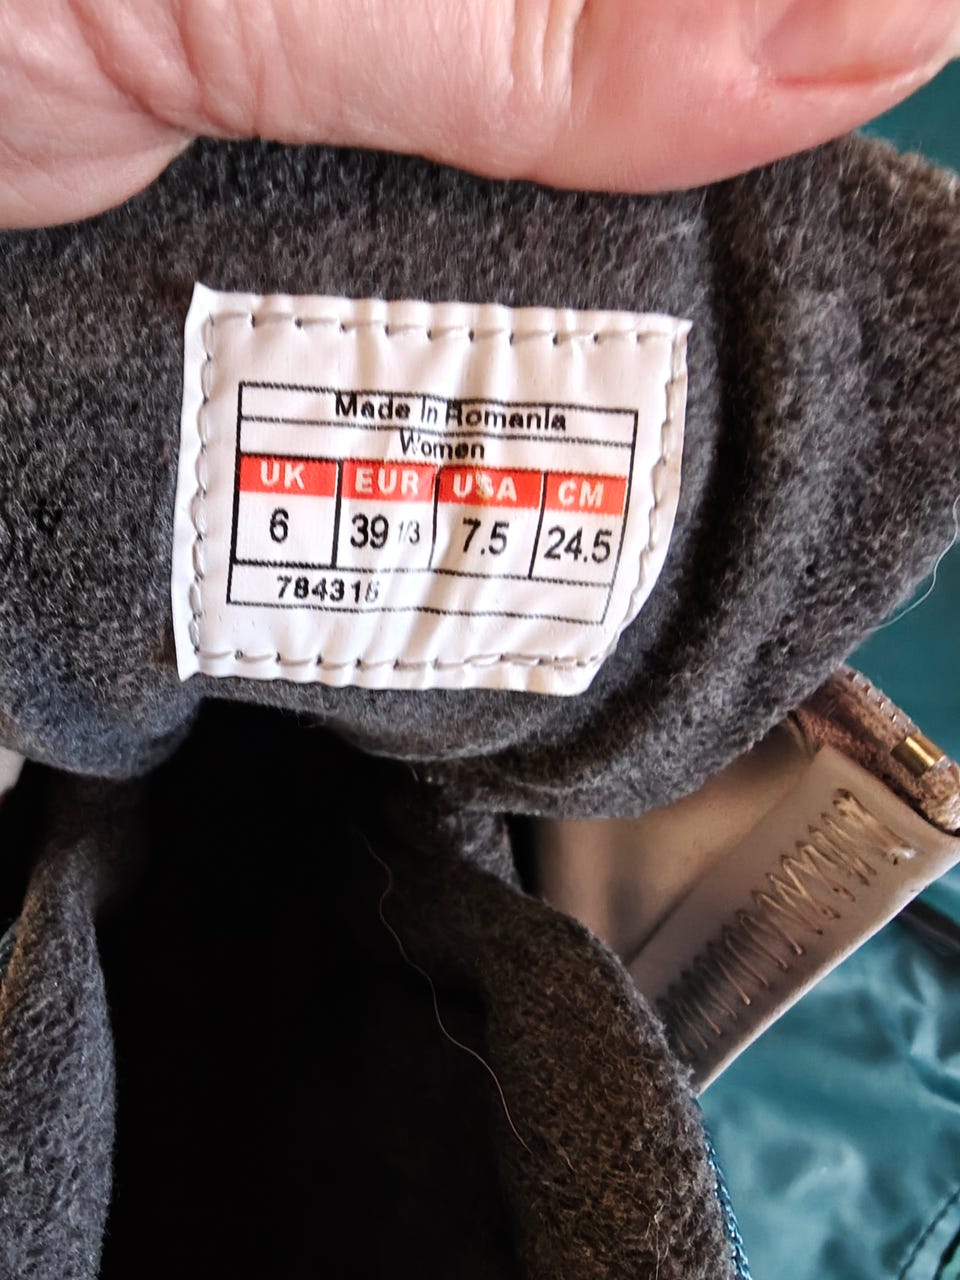 Made In Romania
Women
UK EUR USA CM
6 39 1/3 7.5 24.5
784316